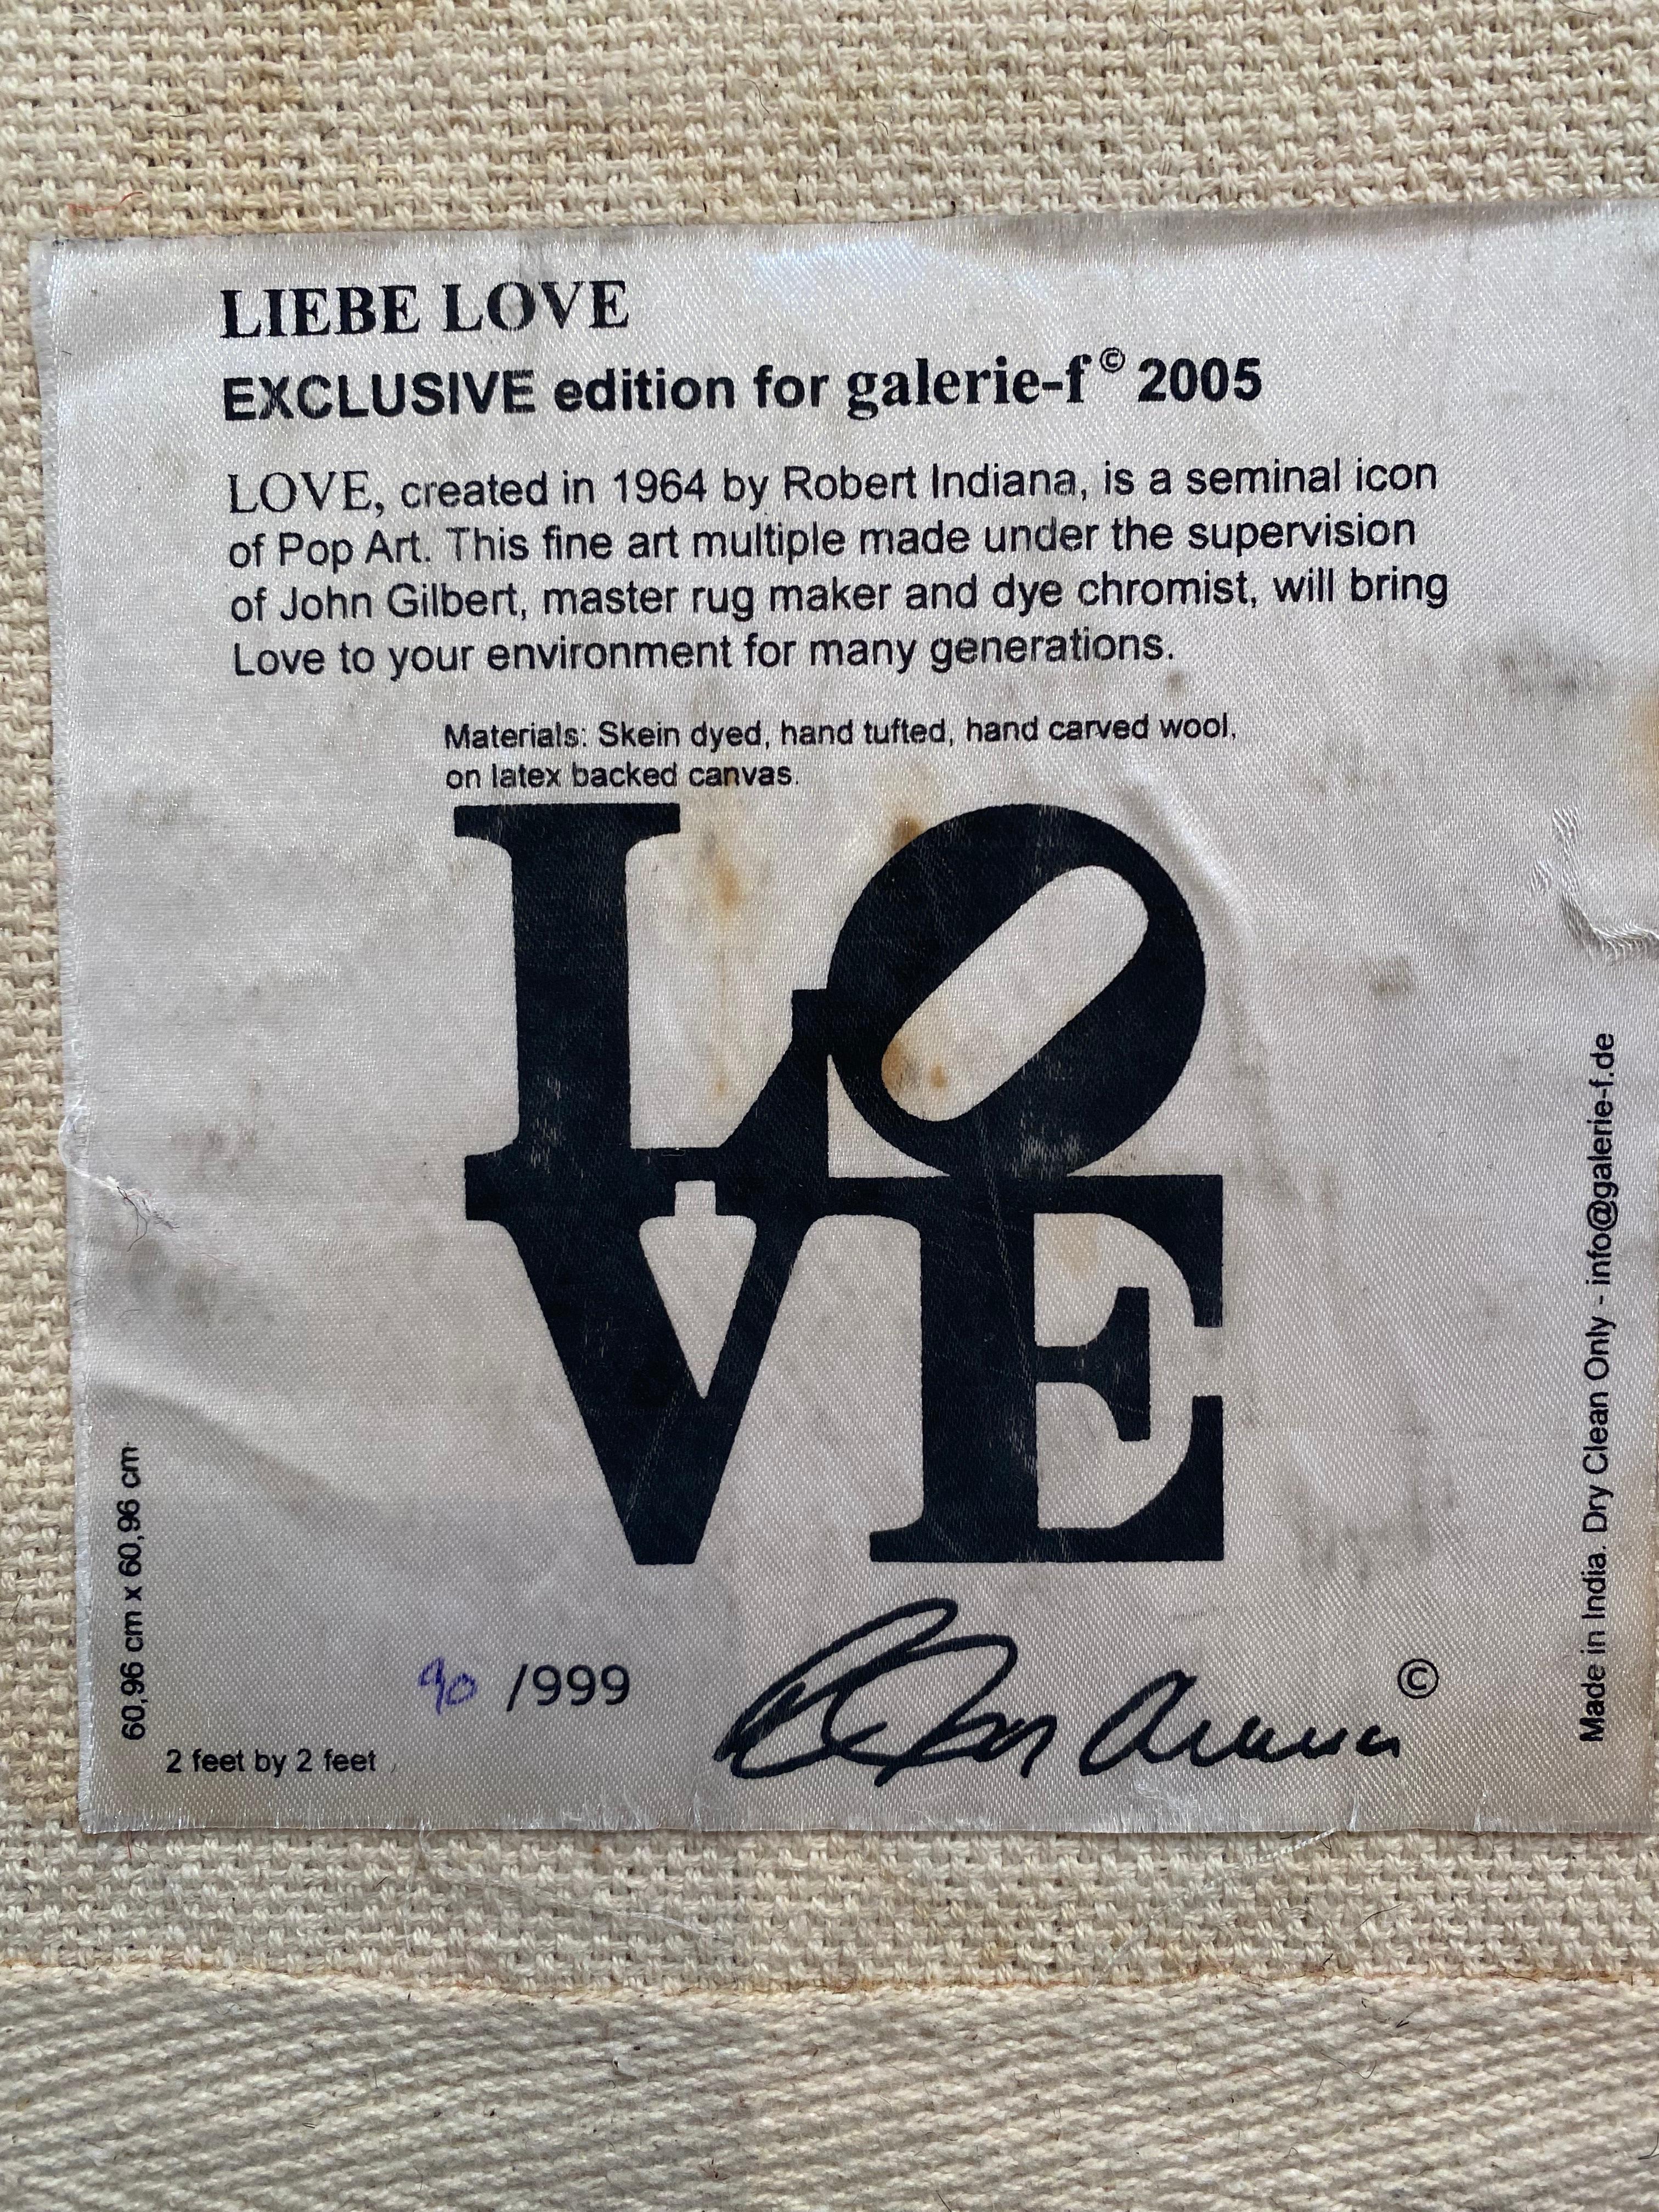 LIEBE LOVE
EXCLUSIVE edition for galerie-f© 2005
LOVE, created in 1964 by Robert Indiana, is a seminal icon
of Pop Art. This fine art multiple made under the supervision
of John Gilbert, master rug maker and dye chromist, will bring
Love to your environment for many generations.
Materials: Skein dyed, hand tufted, hand carved wool,
on latex backed canvas.
LO
VE
60,96 cm x 60,96 cm
90 /999
2 feet by 2 feet
©
Made in India. Dry Clean Only - info@galerie-f.de